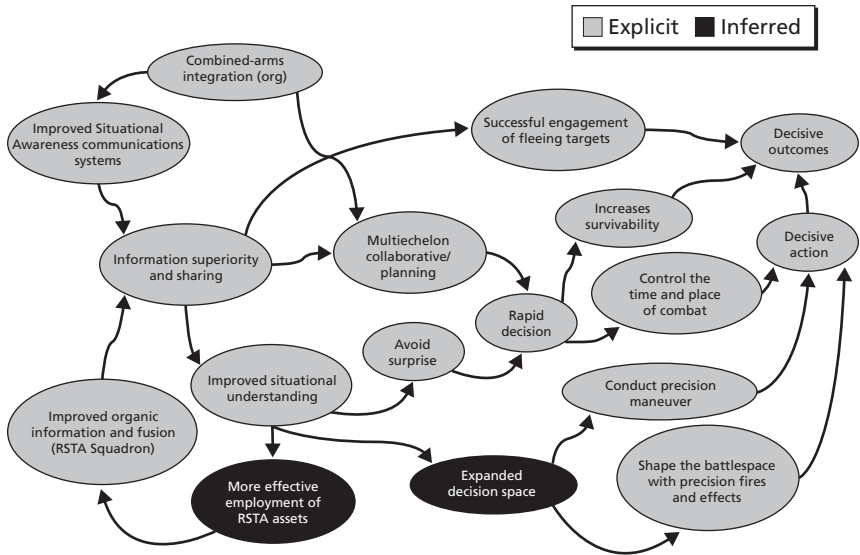 Explicit Inferred
Combined-arms
integration (org)
Improved Situational
Awareness communications
systems
Successful engagement
of fleeing targets
Decisive
outcomes
Increases
survivability
Information superiority
and sharing
Multiechelon
collaborative/
planning
Decisive
action
Control the
time and place
of combat
Rapid
decision
Avoid
surprise
Improved situational
understanding
Conduct precision
maneuver
Improved organic
information and fusion
(RSTA Squadron)
More effective
employment of
RSTA assets
Expanded
decision space
Shape the battlespace
with precision fires
and effects